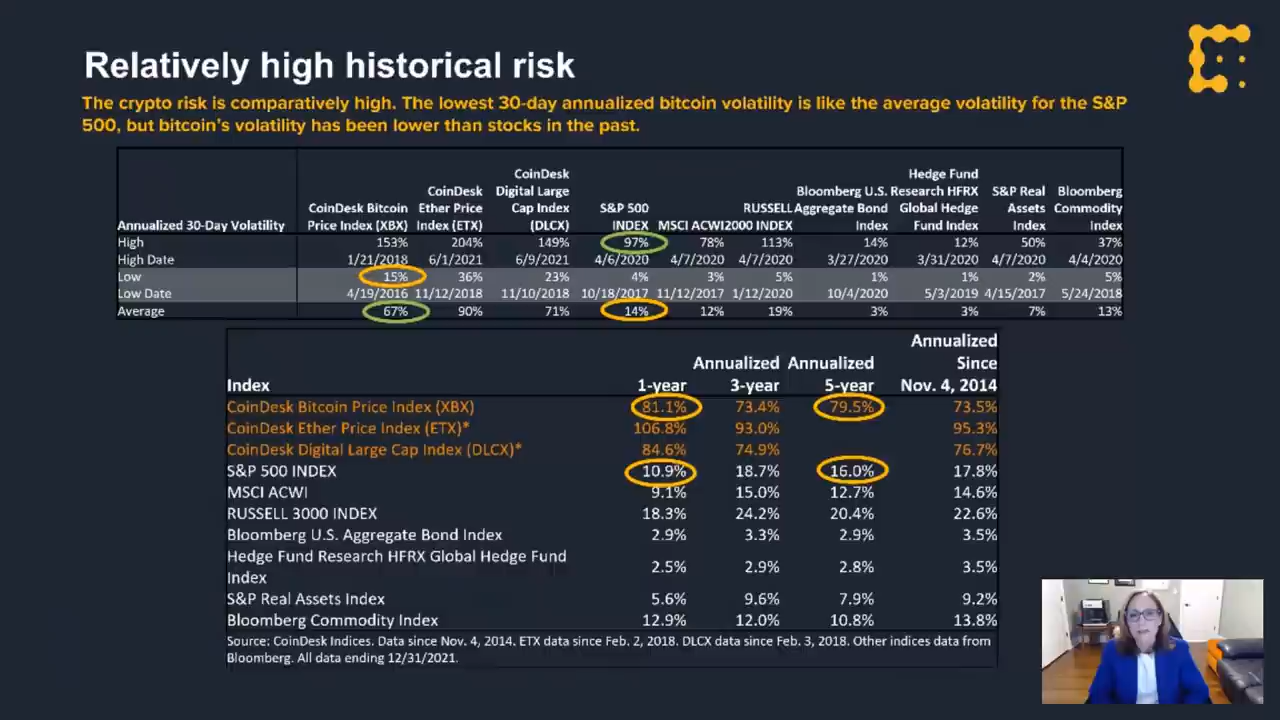 Relatively high historical risk
The crypto risk is comparatively high. The lowest 30-day annualized bitcoin volatility is like the average volatility for the S&P
500, but bitcoin's volatility has been lower than stocks in the past.
CoinDesk Hedge Fund
CoinDesk Digital Large Bloomberg U.S. Research HFRX S&P Real Bloomberg
CoinDesk Bitcoin Ether Price Cap Index S&P 500 RUSSELL Aggregate Bond Global Hedge Assets Commodity
Annualized 30-Day Volatility Price Index (XBX) Index (ETX) (DLCX) INDEX MSCI ACWI 2000 INDEX Index Fund Index Index Index
High 153% 204% 149% 97% 78% 113% 14% 12% 50% 37%
High Date 1/21/2018 6/1/2021 6/9/2021 4/6/2020 4/7/2020 4/7/2020 3/27/2020 3/31/2020 4/7/2020 4/4/2020
Low 15% 36% 23% 4% 3% 5% 1% 1% 2% 5%
Low Date 4/19/2016 11/12/2018 11/10/2018 10/18/2017 11/12/2017 1/12/2020 10/4/2020 5/3/2019 4/15/2017 5/24/2018
Average 67% 90% 71% 14% 12% 19% 3% 3% 7% 13%
Annualized
Annualized Annualized Since
Index 1-year 3-year 5-year Nov. 4, 2014
CoinDesk Bitcoin Price Index (XBX) 81.1% 73.4% 79.5% 73.5%
CoinDesk Ether Price Index (ETX)* 106.8% 93.0% 95.3%
CoinDesk Digital Large Cap Index (DLCX)* 84.6% 74.9% 76.7%
S&P 500 INDEX 10.9% 18.7% 16.0% 17.8%
MSCI ACWI 9.1% 15.0% 12.7% 14.6%
RUSSELL 3000 INDEX 18.3% 24.2% 20.4% 22.6%
Bloomberg U.S. Aggregate Bond Index 2.9% 3.3% 2.9% 3.5%
Hedge Fund Research HFRX Global Hedge Fund
Index 2.5% 2.9% 2.8% 3.5%
S&P Real Assets Index 5.6% 9.6% 7.9% 9.2%
Bloomberg Commodity Index 12.9% 12.0% 10.8% 13.8%
Source: CoinDesk Indices. Data since Nov. 4, 2014. ETX data since Feb. 2, 2018. DLCX data since Feb. 3, 2018. Other indices data from
Bloomberg. All data ending 12/31/2021.